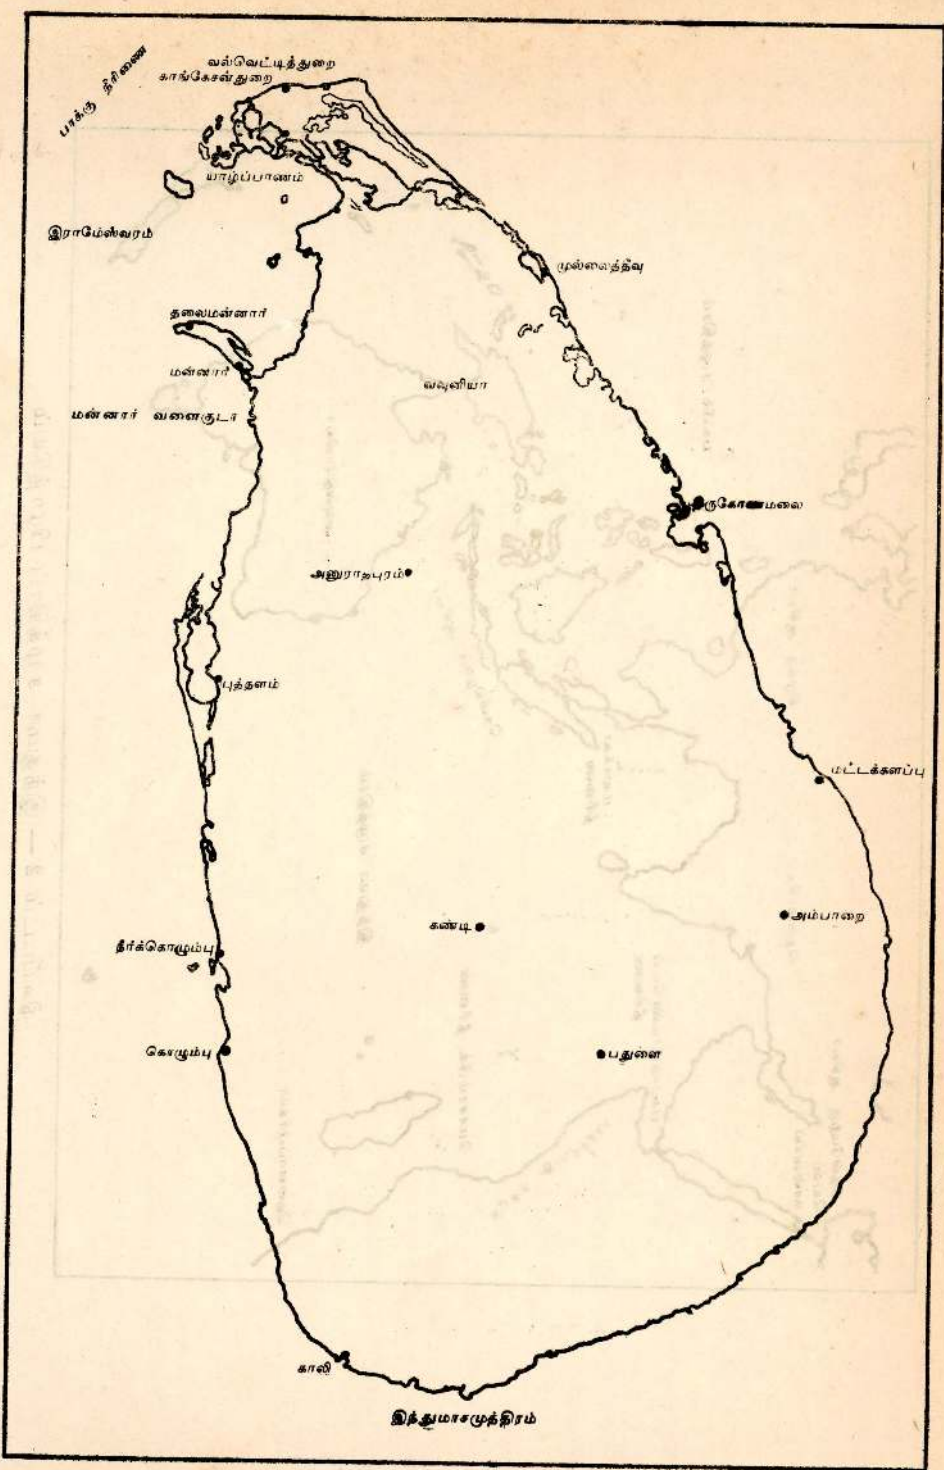 பாக்கு நீரிணை
வல்வெட்டித்துறை
காங்கேசன்துறை
யாழ்ப்பாணம்
இராமேஸ்வரம்
முல்லைத்தீவு
தலைமன்னார்
மன்னார்
வவுனியா
மன்னார் வளைகுடா
திருகோணமலை
அனுராதபுரம்
புத்தளம்
மட்டக்களப்பு
அம்பாறை
கண்டி
நீர்க்கொழும்பு
கொழும்பு
பதுளை
காலி
இந்துமாசமுத்திரம்